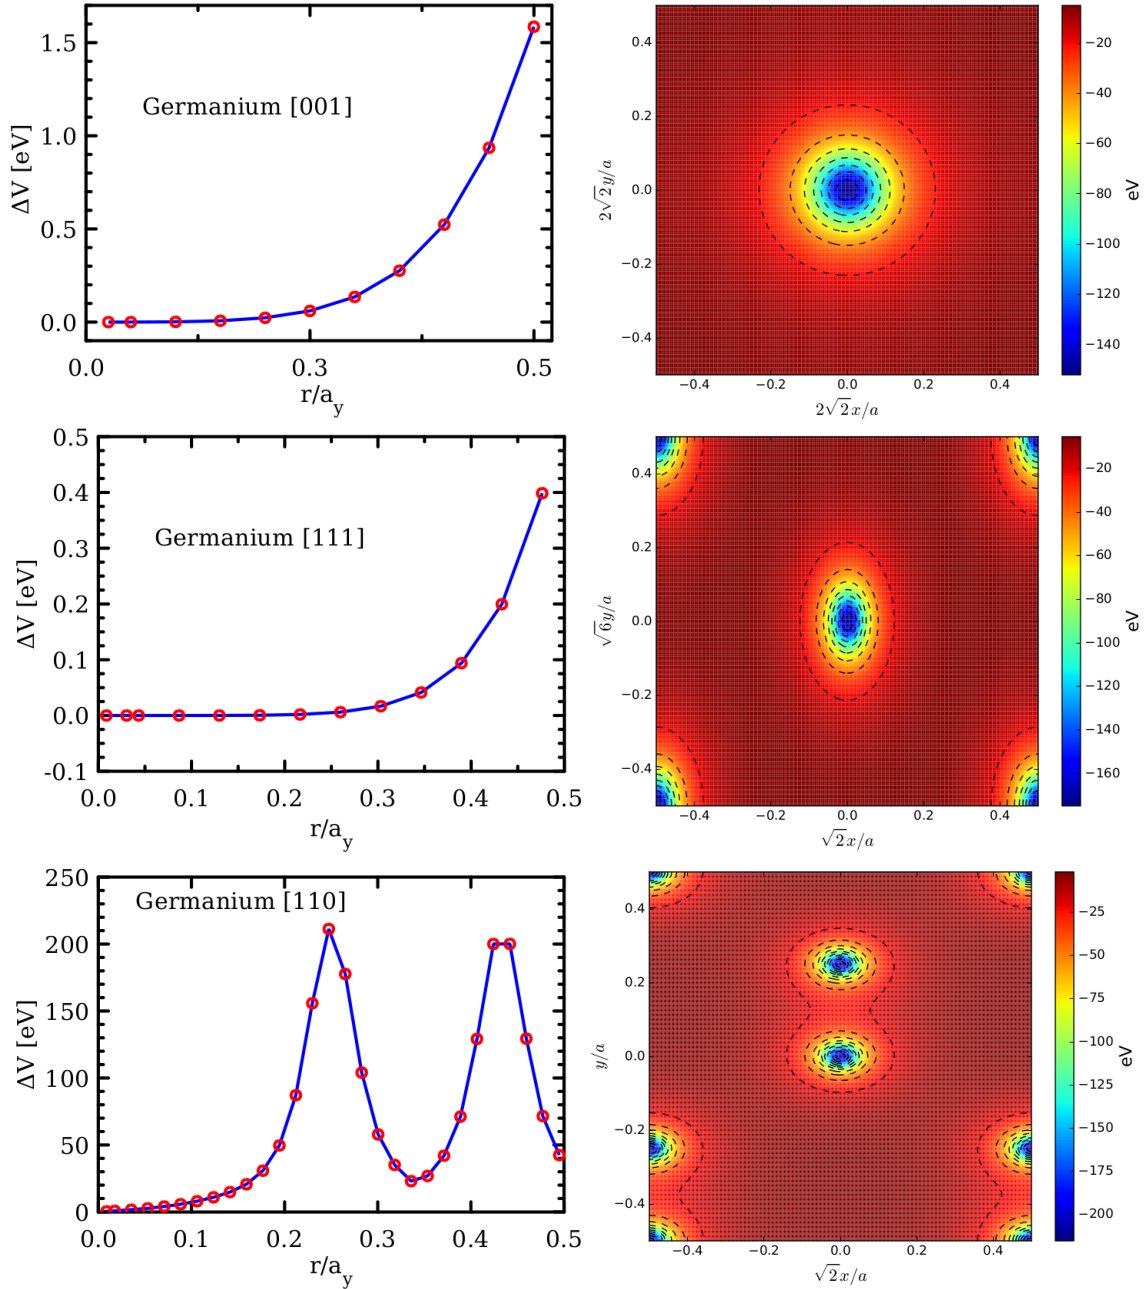 1.5
1.0
0.5
0.0
ΔV [eV]
Germanium [001]
0.0 0.3 0.5
r/a_y
0.4
0.2
0.0
−0.2
−0.4
2√2y/a
−0.4 −0.2 0.0 0.2 0.4
2√2x/a
−20
−40
−60
−80
−100
−120
−140
eV
0.5
0.4
0.3
0.2
0.1
0.0
-0.1
ΔV [eV]
Germanium [111]
0.0 0.1 0.2 0.3 0.4 0.5
r/a_y
0.4
0.2
0.0
−0.2
−0.4
√6y/a
−0.4 −0.2 0.0 0.2 0.4
√2x/a
−20
−40
−60
−80
−100
−120
−140
−160
eV
250
200
150
100
50
0
ΔV [eV]
Germanium [110]
0.0 0.1 0.2 0.3 0.4 0.5
r/a_y
0.4
0.2
0.0
−0.2
−0.4
y/a
−0.4 −0.2 0.0 0.2 0.4
√2x/a
−25
−50
−75
−100
−125
−150
−175
−200
eV